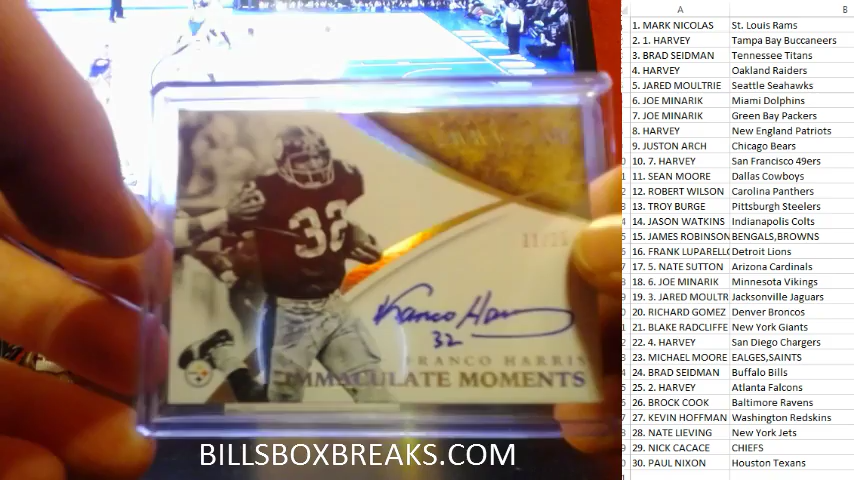 32
Franco Harris
32
FRANCO HARRIS
IMMACULATE MOMENTS
BILLSBOXBREAKS.COM
A B
1. MARK NICOLAS St. Louis Rams
2. 1. HARVEY Tampa Bay Buccaneers
3. BRAD SEIDMAN Tennessee Titans
4. HARVEY Oakland Raiders
5. JARED MOULTRIE Seattle Seahawks
6. JOE MINARIK Miami Dolphins
7. JOE MINARIK Green Bay Packers
8. HARVEY New England Patriots
9. JUSTON ARCH Chicago Bears
10. 7. HARVEY San Francisco 49ers
11. SEAN MOORE Dallas Cowboys
12. ROBERT WILSON Carolina Panthers
13. TROY BURGE Pittsburgh Steelers
14. JASON WATKINS Indianapolis Colts
15. JAMES ROBINSON BENGALS,BROWNS
16. FRANK LUPARELLO Detroit Lions
17. 5. NATE SUTTON Arizona Cardinals
18. 6. JOE MINARIK Minnesota Vikings
19. 3. JARED MOULTR Jacksonville Jaguars
20. RICHARD GOMEZ Denver Broncos
21. BLAKE RADCLIFFE New York Giants
22. 4. HARVEY San Diego Chargers
23. MICHAEL MOORE EALGES,SAINTS
24. BRAD SEIDMAN Buffalo Bills
25. 2. HARVEY Atlanta Falcons
26. BROCK COOK Baltimore Ravens
27. KEVIN HOFFMAN Washington Redskins
28. NATE LIEVING New York Jets
29. NICK CACACE CHIEFS
30. PAUL NIXON Houston Texans